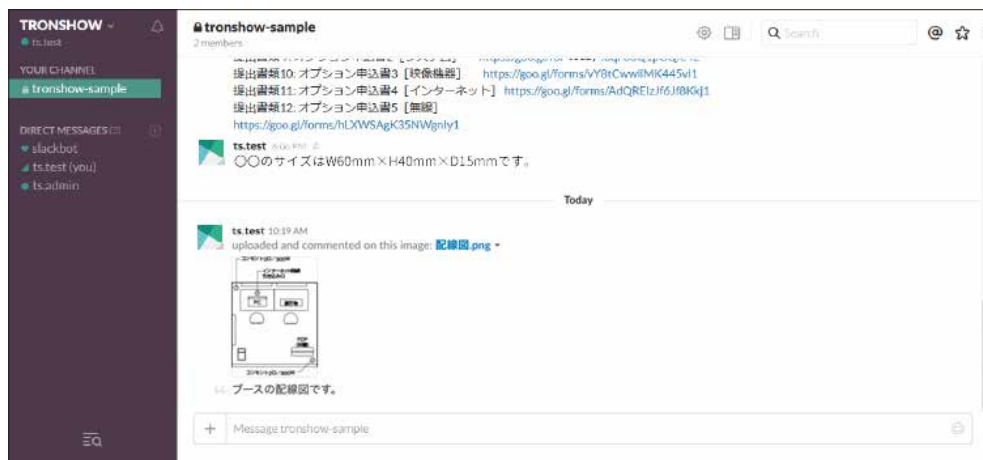 TRONSHOW
ts.test
YOUR CHANNEL
tronshow-sample
DIRECT MESSAGES
slackbot
ts.test (you)
ts.admin
tronshow-sample
2 members
Search
提出書類10: オプション申込書3［映像機器］
提出書類11: オプション申込書4［インターネット］ https://goo.gl/forms/AdQREIzJf6Jf8Kkj1
提出書類12: オプション申込書5［無線］
https://goo.gl/forms/hLXWSAgK35NWgnIy1
ts.test
〇〇のサイズはW60mm×H40mm×D15mmです。
Today
ts.test 10:19 AM
uploaded and commented on this image: 配線図.png
PC
ブースの配線図です。
Message tronshow-sample